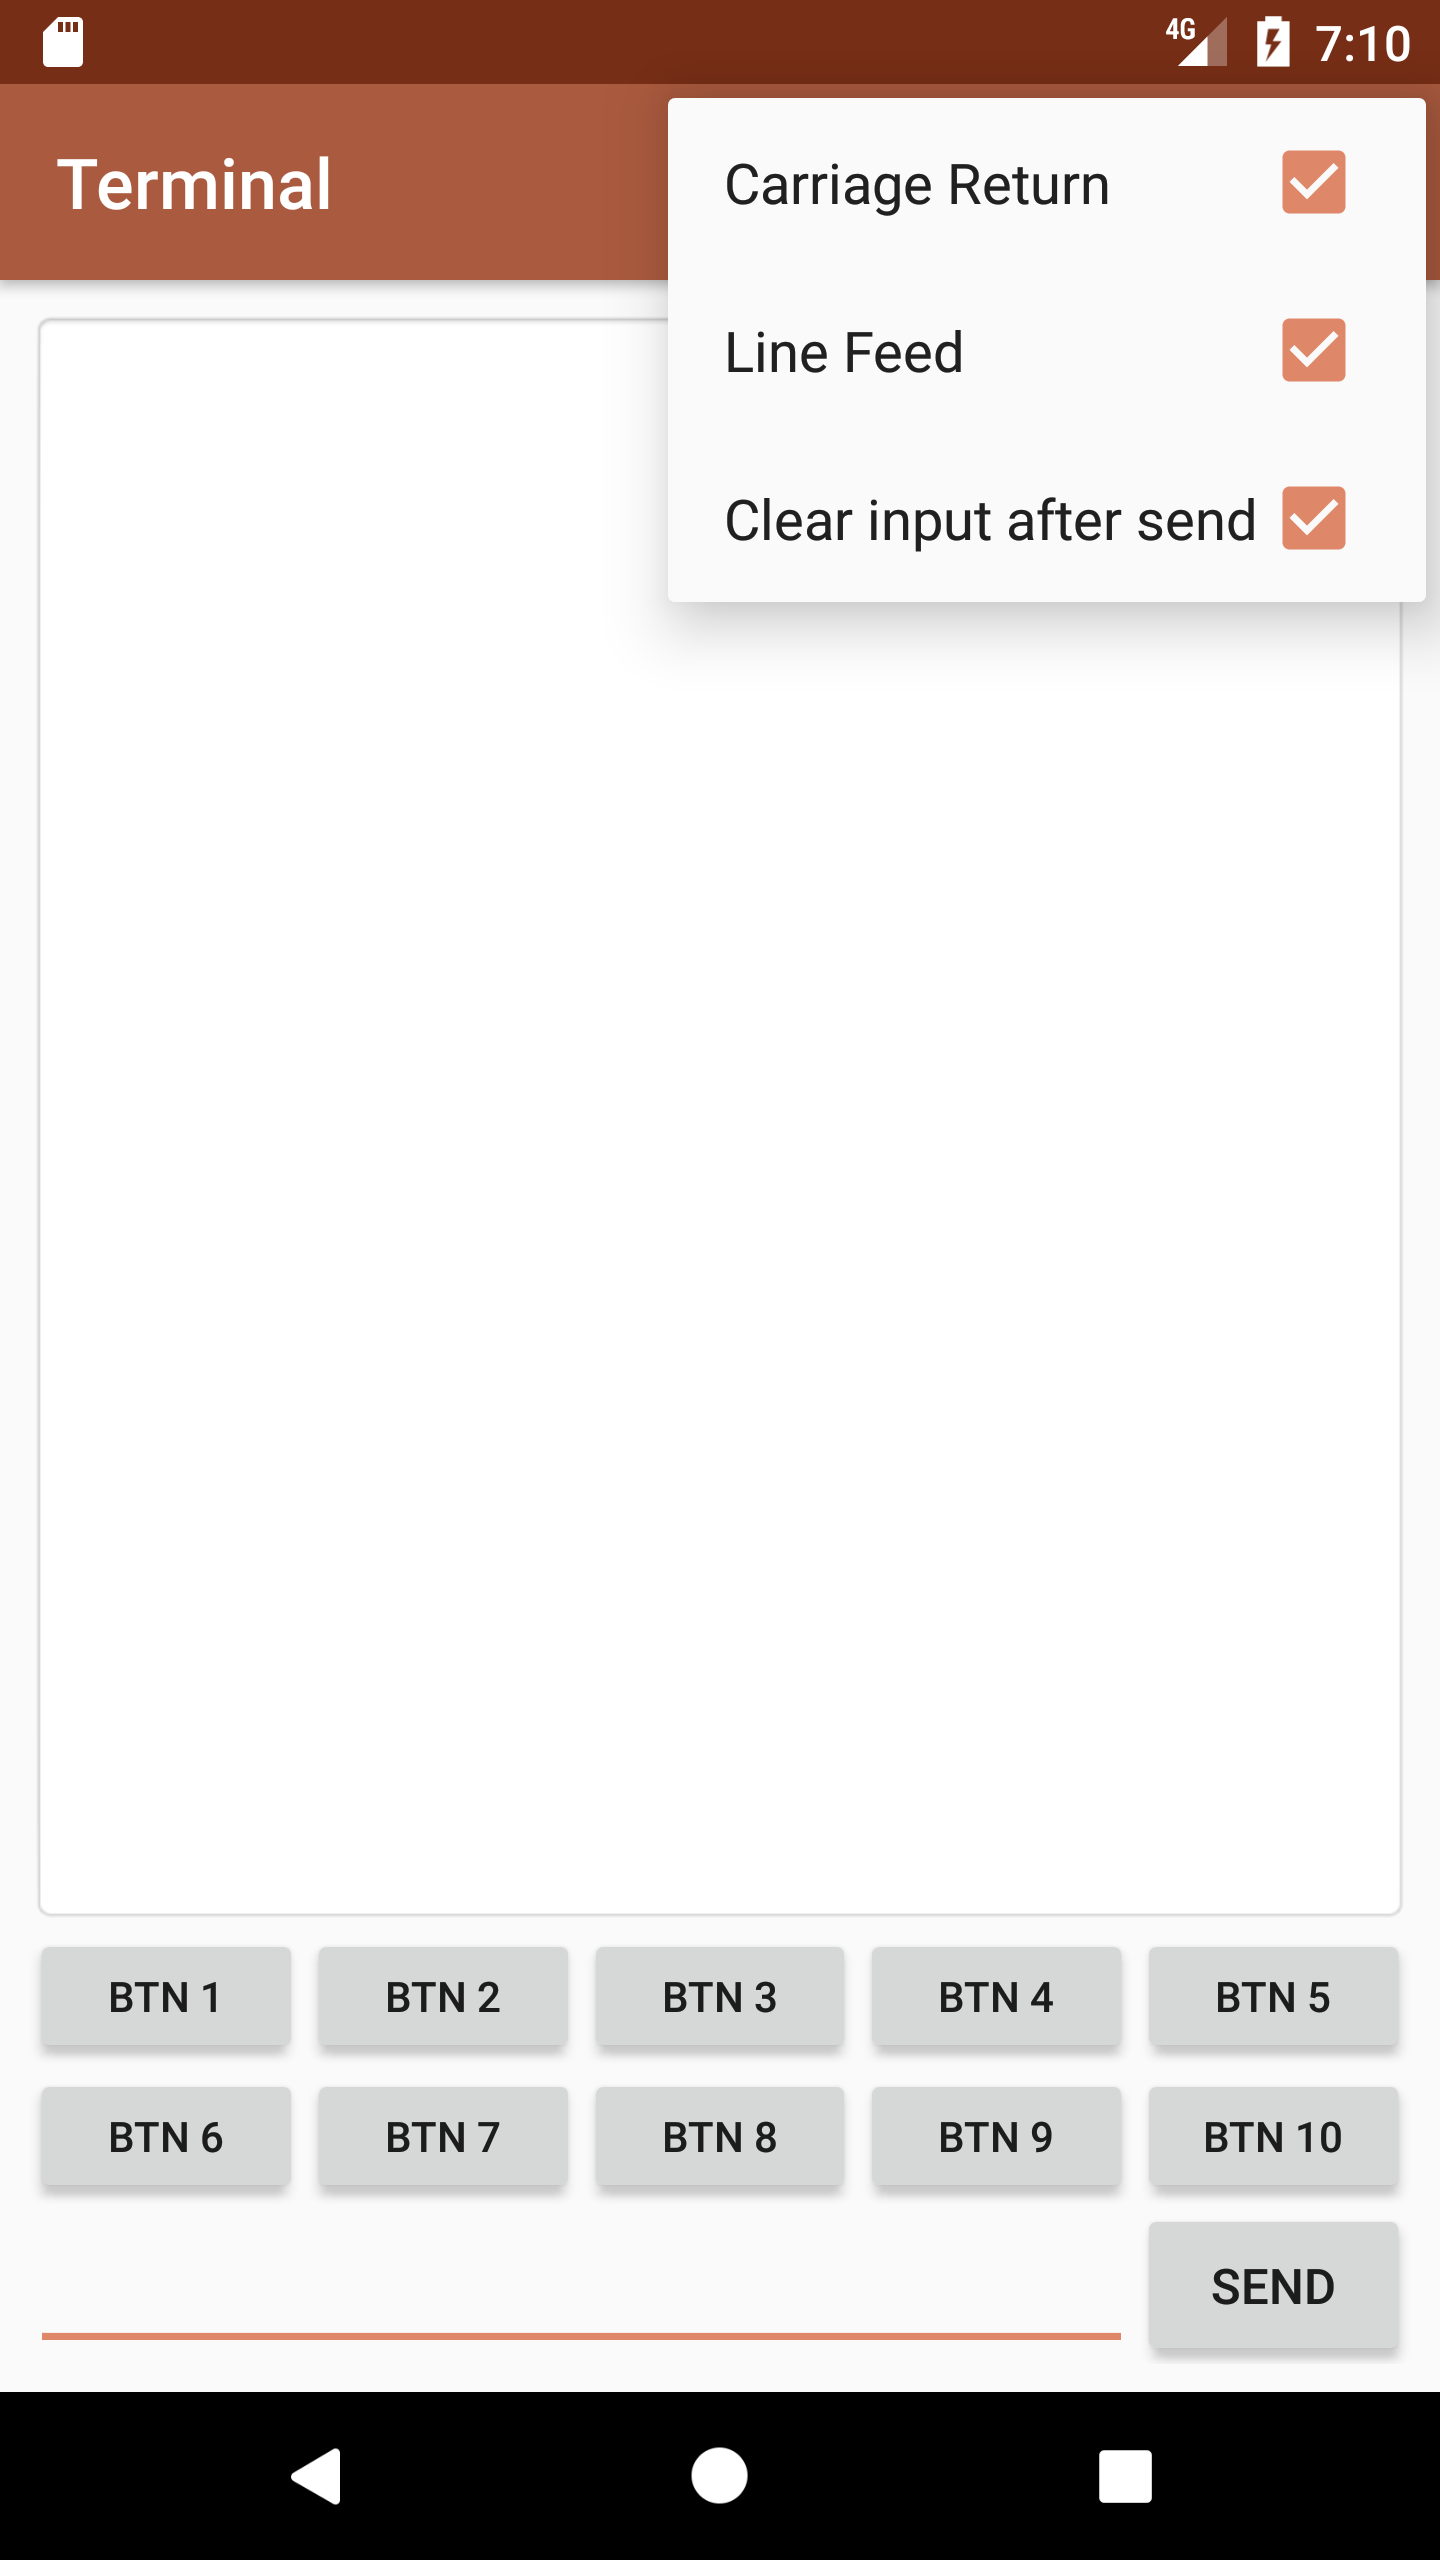 4G 7:10
Terminal
Carriage Return
Line Feed
Clear input after send
BTN 1 BTN 2 BTN 3 BTN 4 BTN 5
BTN 6 BTN 7 BTN 8 BTN 9 BTN 10
SEND